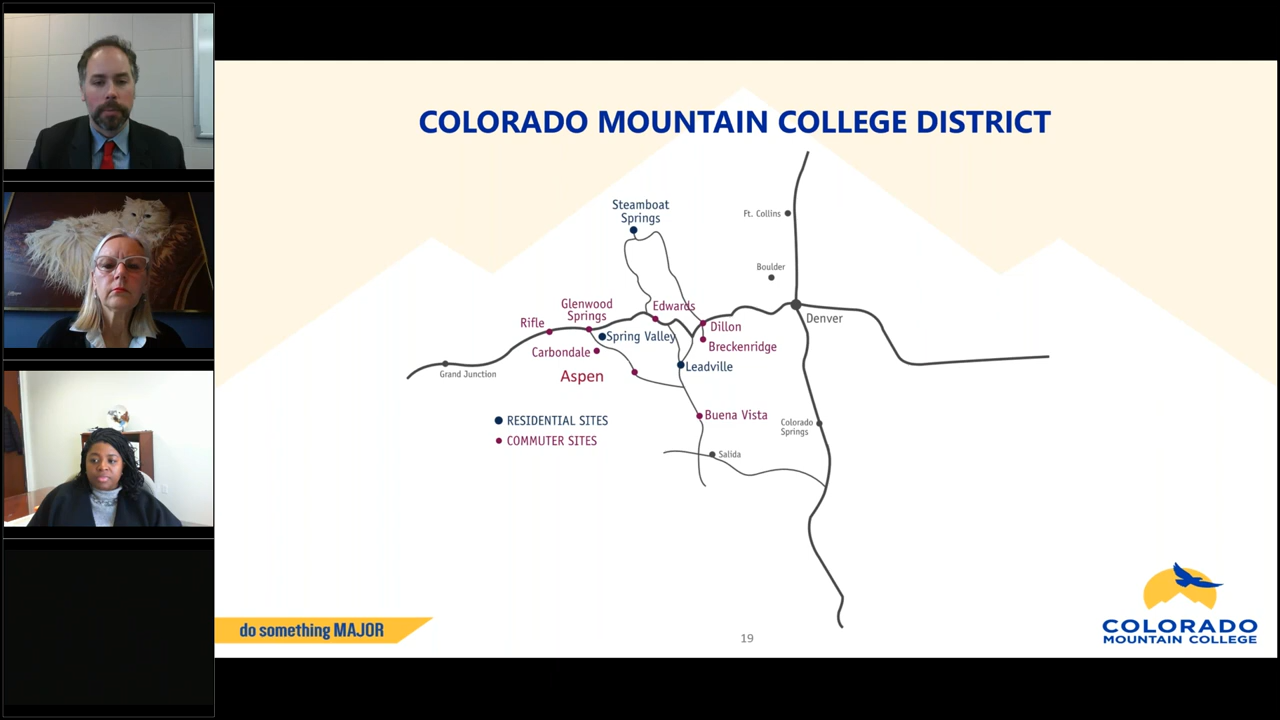 COLORADO MOUNTAIN COLLEGE DISTRICT
Steamboat
Springs
Ft. Collins
Boulder
Glenwood
Springs
Edwards
Rifle
Denver
Dillon
Spring Valley
Breckenridge
Carbondale
Leadville
Grand Junction
Aspen
Buena Vista
RESIDENTIAL SITES
Colorado
Springs
COMMUTER SITES
Salida
do something MAJOR
19
COLORADO
MOUNTAIN COLLEGE